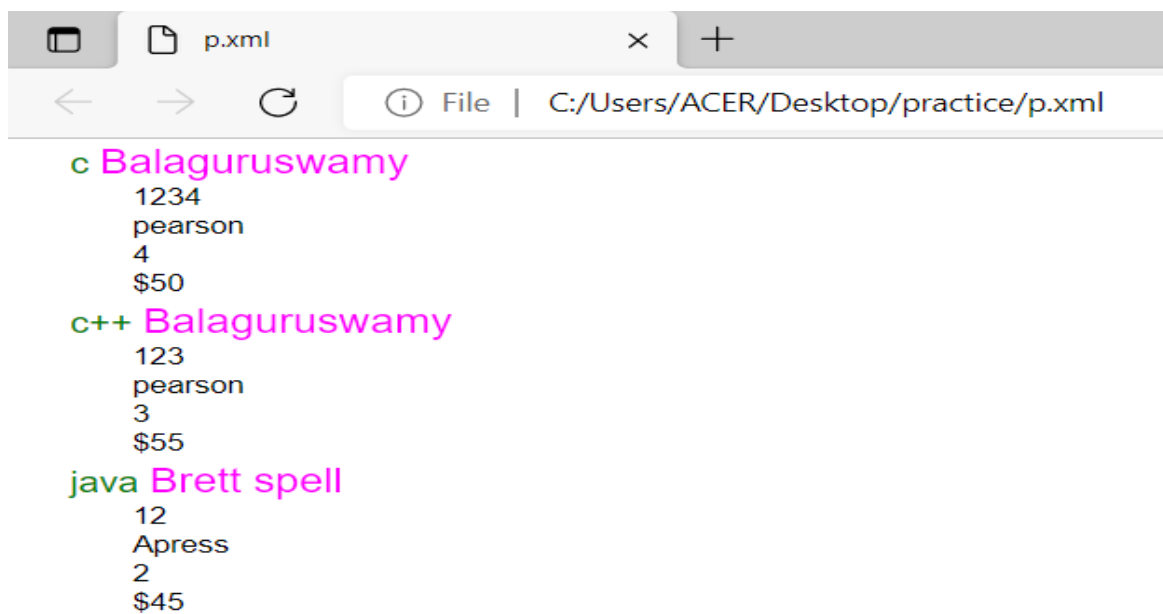 p.xml
File | C:/Users/ACER/Desktop/practice/p.xml
c Balaguruswamy
1234
pearson
4
$50
c++ Balaguruswamy
123
pearson
3
$55
java Brett spell
12
Apress
2
$45